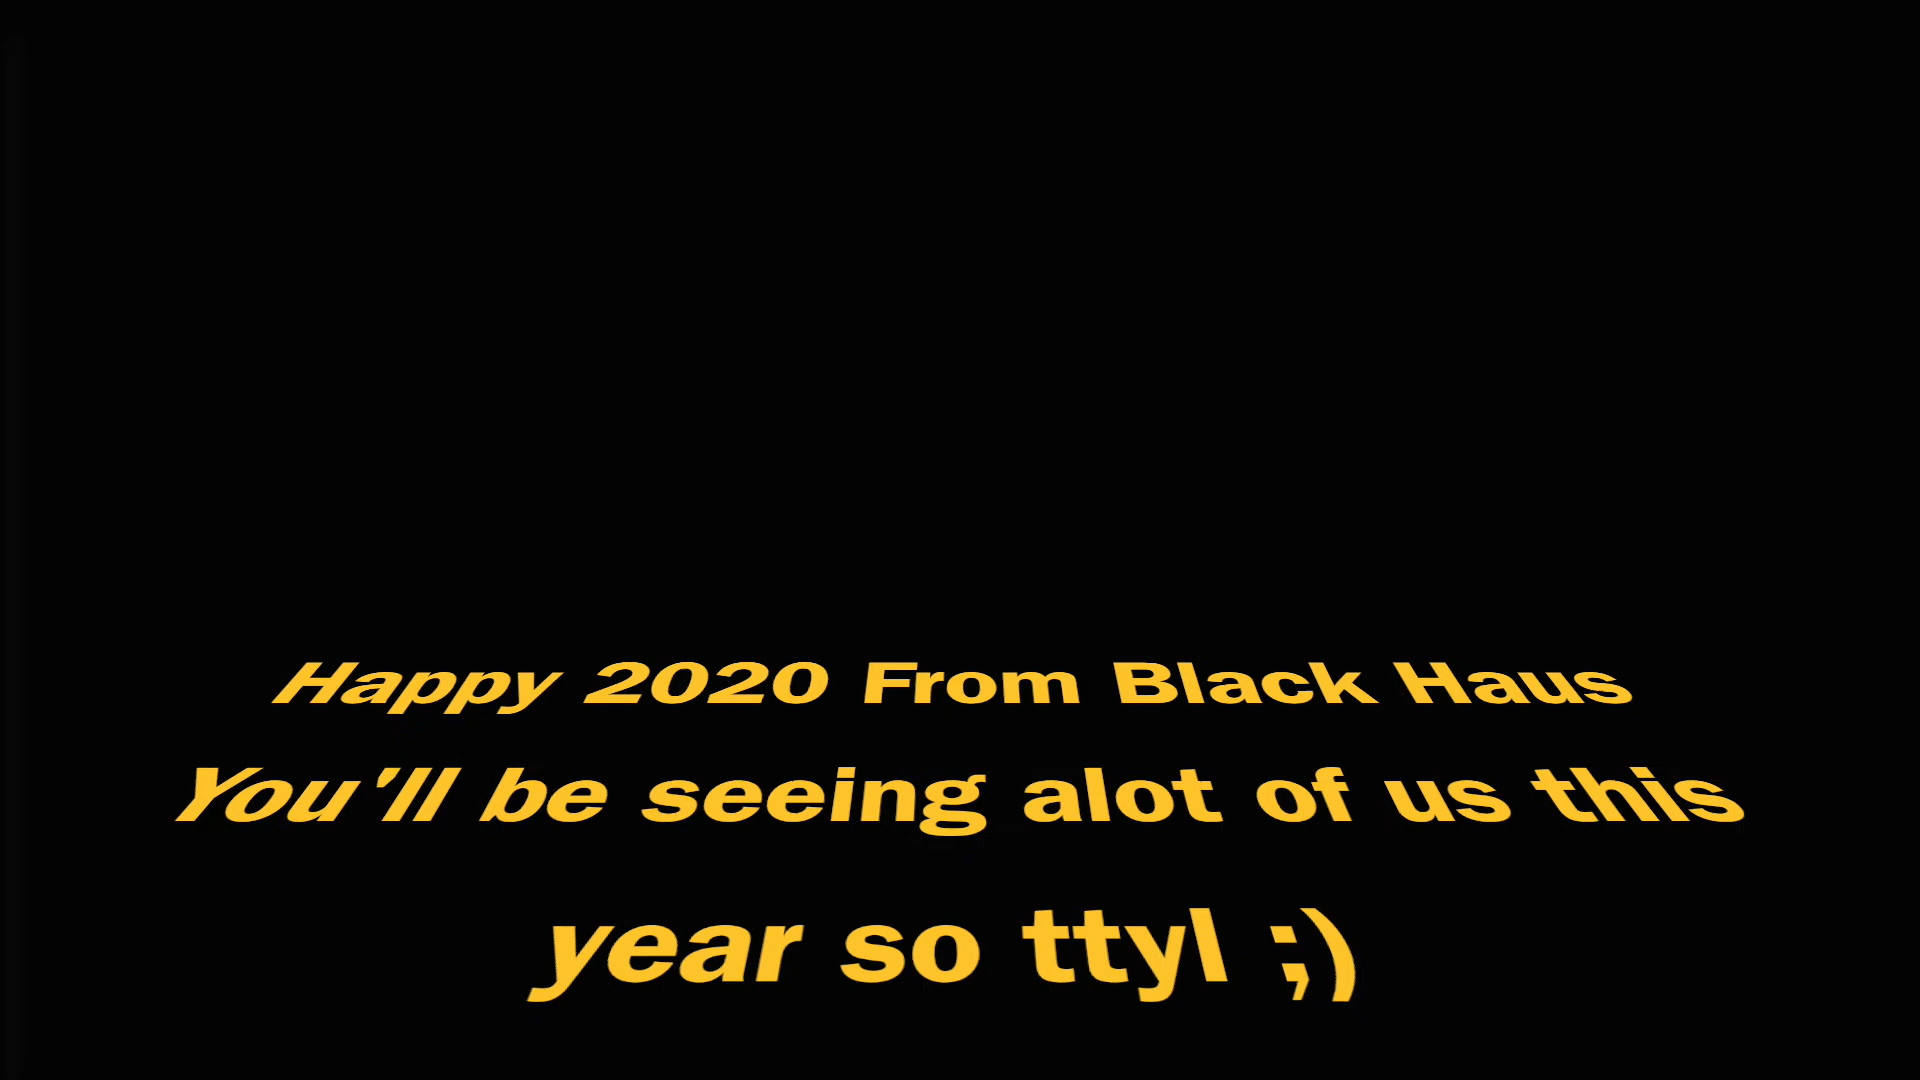 Happy 2020 From Black Haus
You'll be seeing alot of us this
year so ttyl ;)